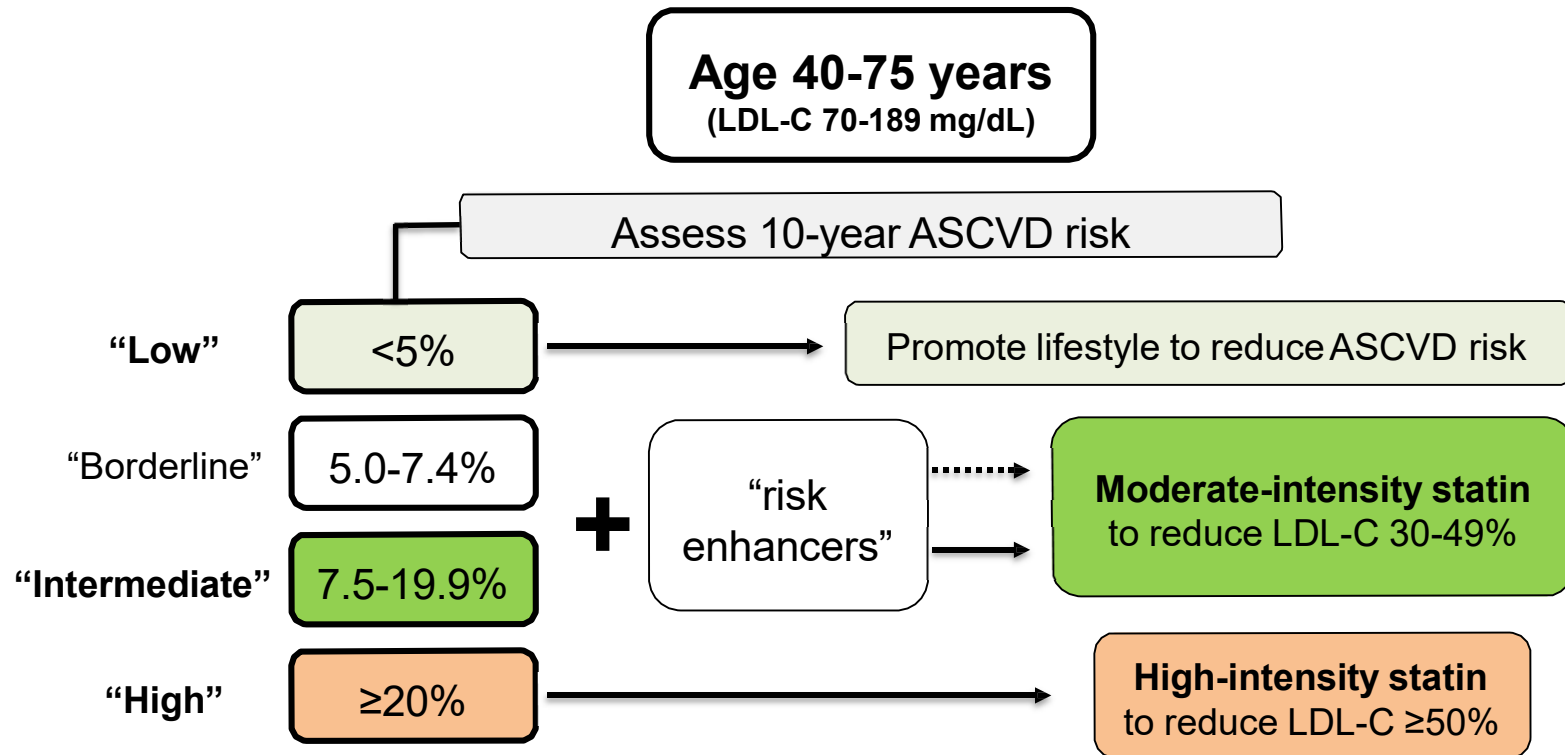 Age 40-75 years
(LDL-C 70-189 mg/dL)
Assess 10-year ASCVD risk
“Low”
<5%
Promote lifestyle to reduce ASCVD risk
“Borderline”
5.0-7.4%
+
“risk
enhancers”
Moderate-intensity statin
to reduce LDL-C 30-49%
“Intermediate”
7.5-19.9%
“High”
≥20%
High-intensity statin
to reduce LDL-C ≥50%